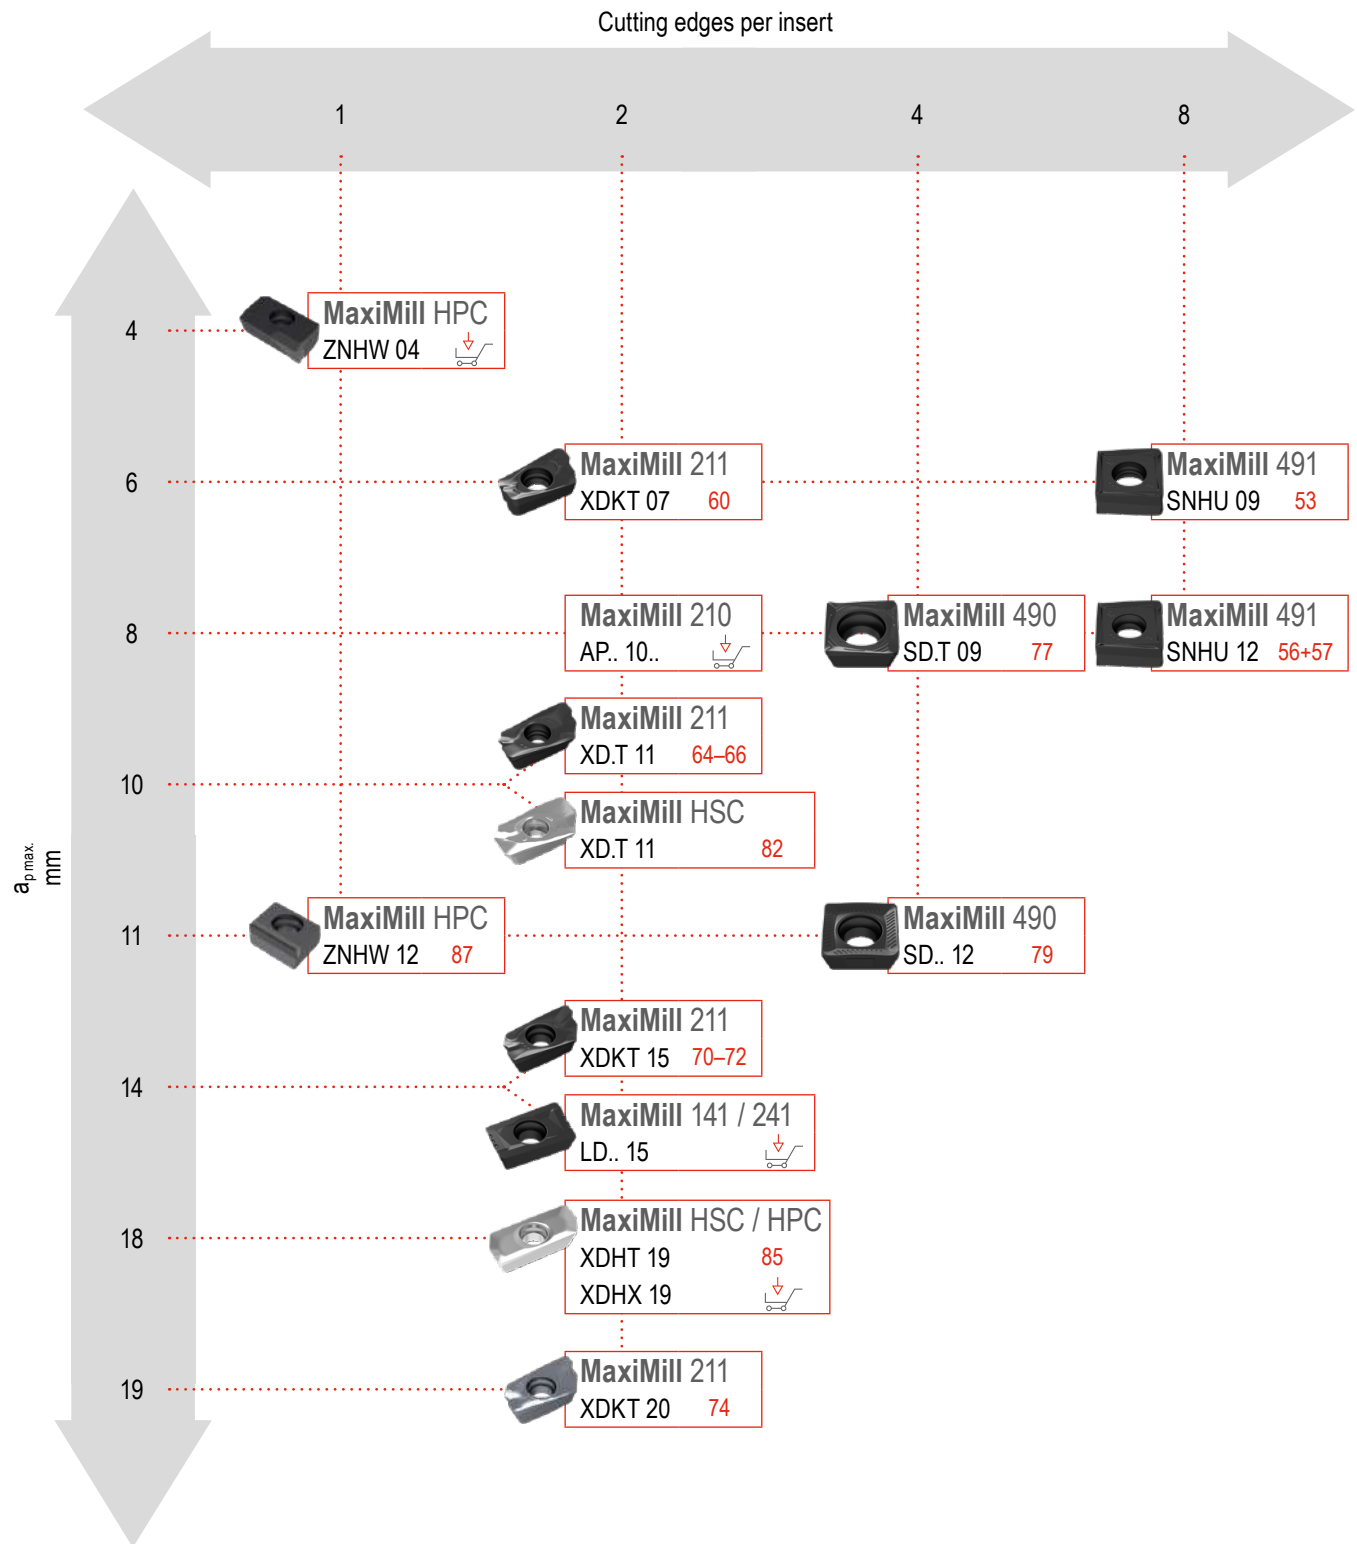 Cutting edges per insert
1 2 4 8
4
MaxiMill HPC
ZNHW 04
6
MaxiMill 211
XDKT 07 60
MaxiMill 491
SNHU 09 53
8
MaxiMill 210
AP.. 10..
MaxiMill 490
SD.T 09 77
MaxiMill 491
SNHU 12 56+57
10
MaxiMill 211
XD.T 11 64–66
MaxiMill HSC
XD.T 11 82
ap max.
mm
11
MaxiMill HPC
ZNHW 12 87
MaxiMill 490
SD.. 12 79
14
MaxiMill 211
XDKT 15 70–72
MaxiMill 141 / 241
LD.. 15
18
MaxiMill HSC / HPC
XDHT 19 85
XDHX 19
19
MaxiMill 211
XDKT 20 74